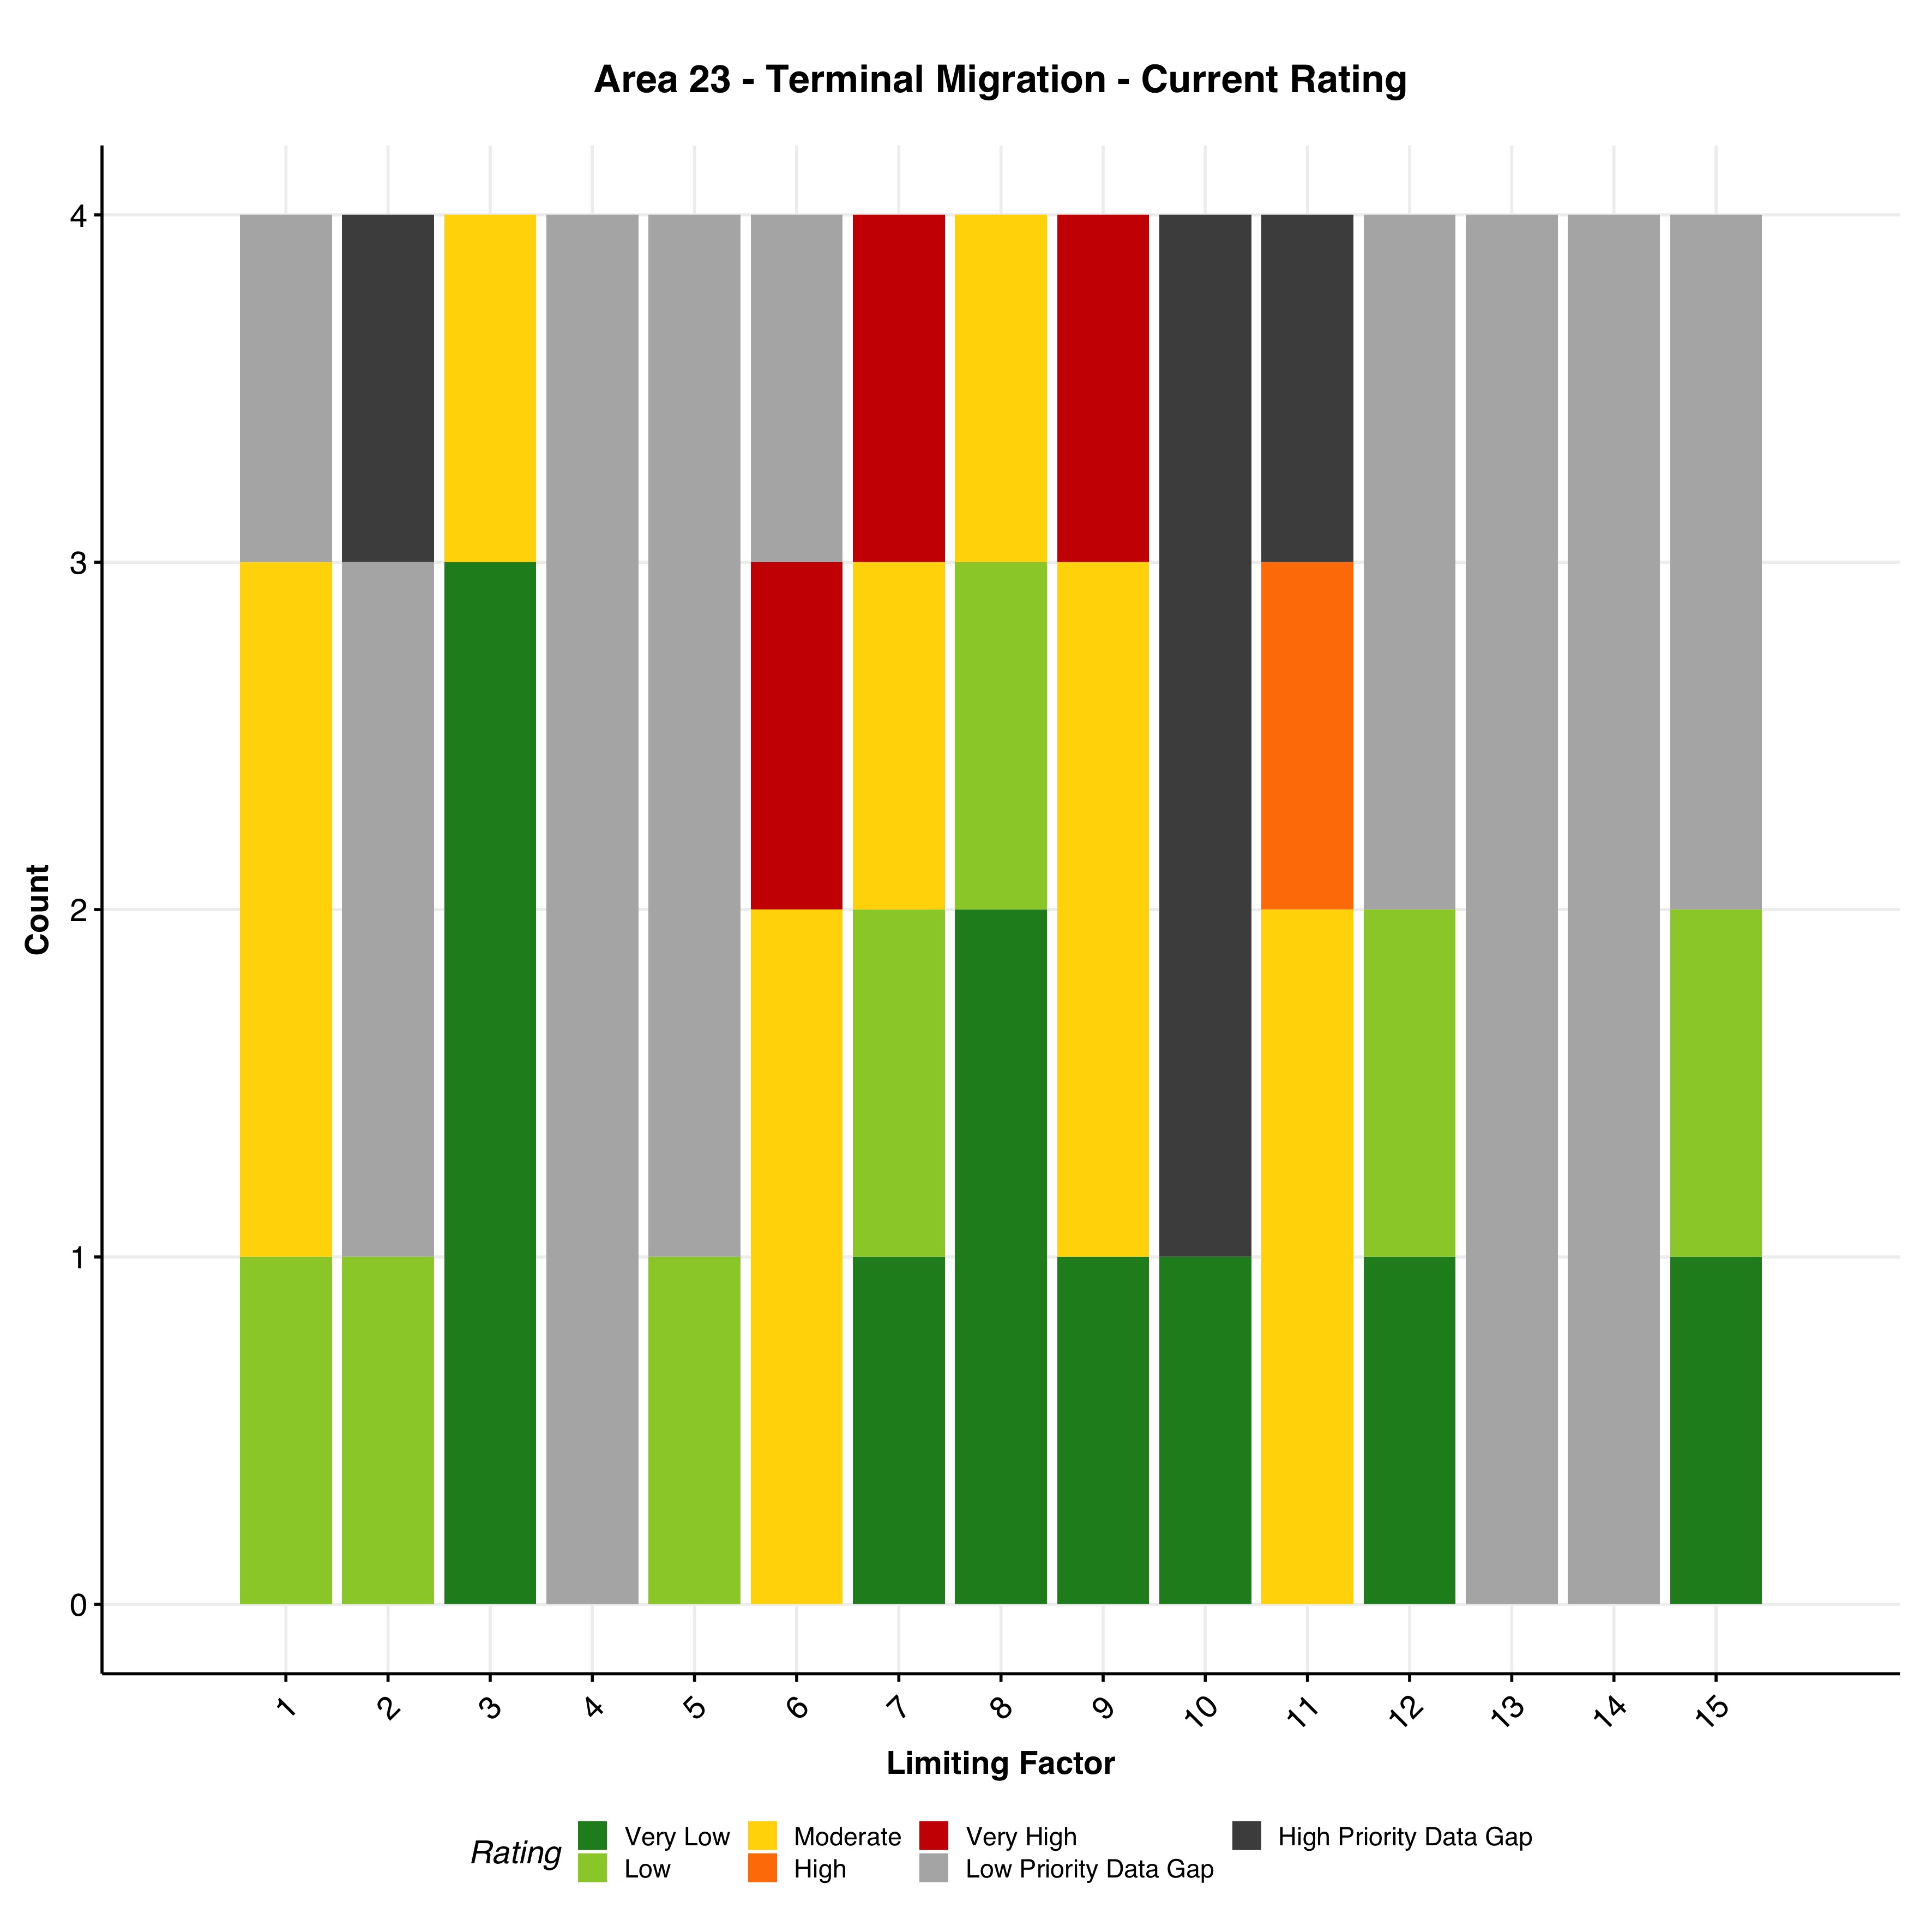 Area 23 - Terminal Migration - Current Rating
Count
4
3
2
1
0
1 2 3 4 5 6 7 8 9 10 11 12 13 14 15
Limiting Factor
Rating
Very Low Moderate Very High High Priority Data Gap
Low High Low Priority Data Gap